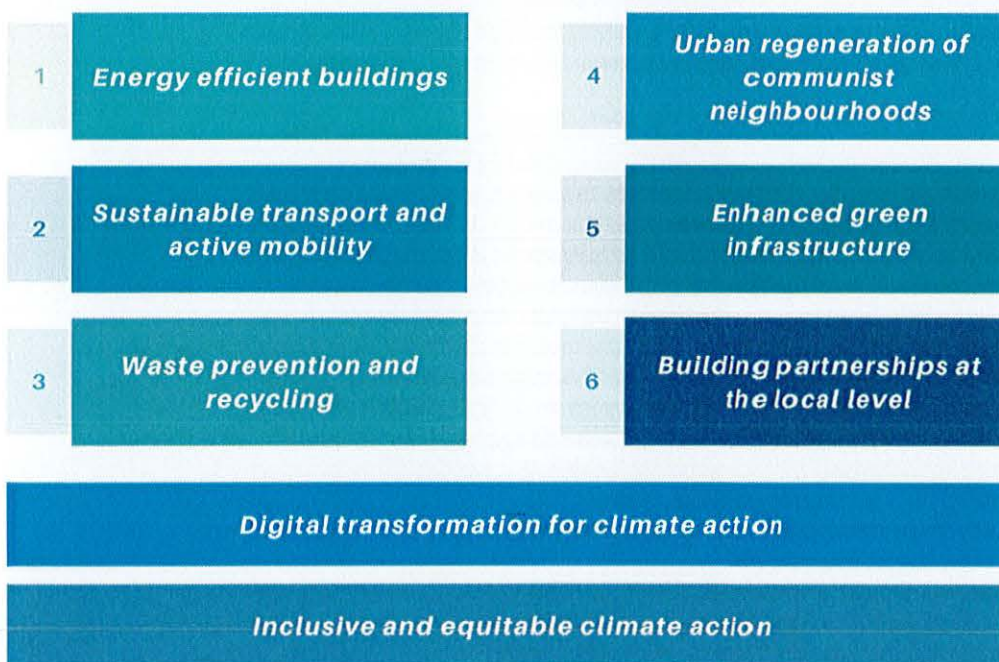 1
Energy efficient buildings
2
Sustainable transport and
active mobility
3
Waste prevention and
recycling
4
Urban regeneration of
communist
neighbourhoods
5
Enhanced green
infrastructure
6
Building partnerships at
the local level
Digital transformation for climate action
Inclusive and equitable climate action